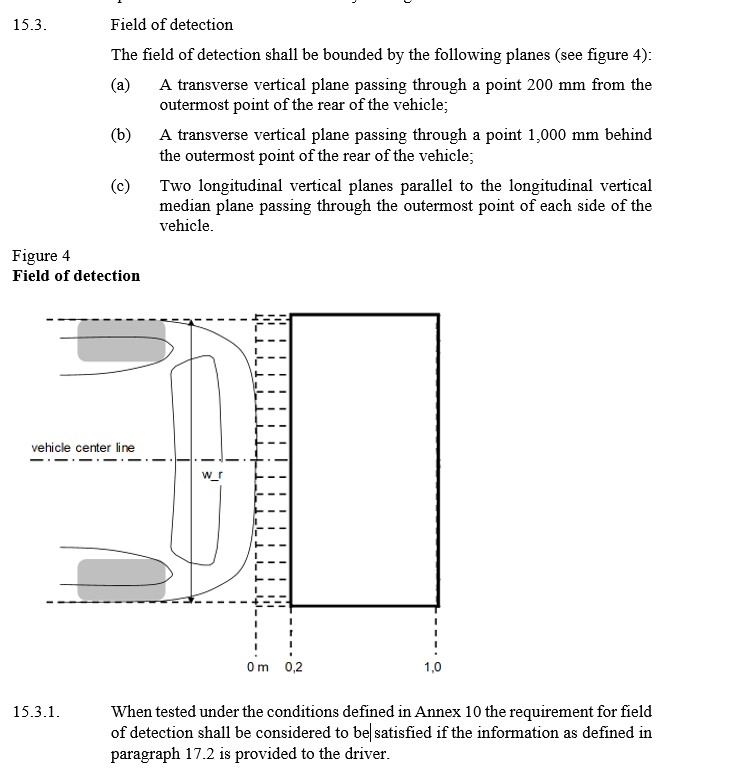 15.3. Field of detection
The field of detection shall be bounded by the following planes (see figure 4):
(a) A transverse vertical plane passing through a point 200 mm from the
outermost point of the rear of the vehicle;
(b) A transverse vertical plane passing through a point 1,000 mm behind
the outermost point of the rear of the vehicle;
(c) Two longitudinal vertical planes parallel to the longitudinal vertical
median plane passing through the outermost point of each side of the
vehicle.
Figure 4
Field of detection
vehicle center line
w_r
0 m 0,2 1,0
15.3.1. When tested under the conditions defined in Annex 10 the requirement for field
of detection shall be considered to be satisfied if the information as defined in
paragraph 17.2 is provided to the driver.